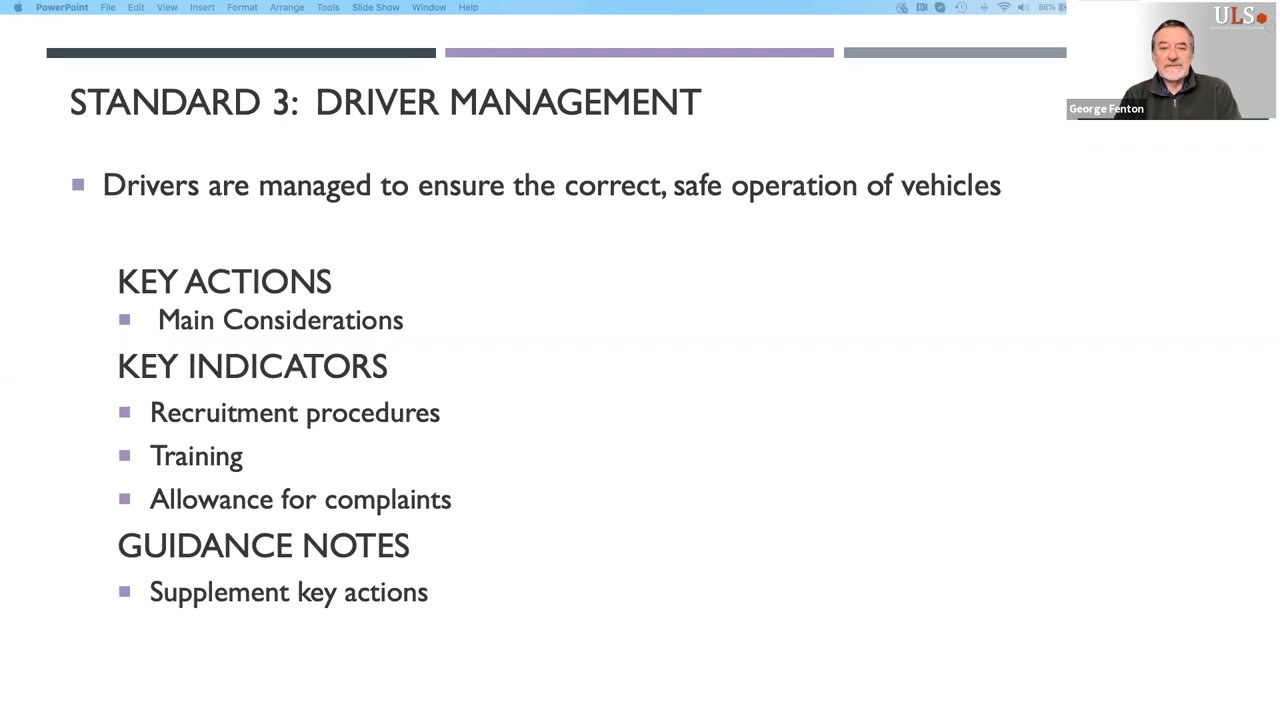 PowerPoint File Edit View Insert Format Arrange Tools Slide Show Window Help 86%
ULS
George Fenton
STANDARD 3: DRIVER MANAGEMENT
Drivers are managed to ensure the correct, safe operation of vehicles
KEY ACTIONS
Main Considerations
KEY INDICATORS
Recruitment procedures
Training
Allowance for complaints
GUIDANCE NOTES
Supplement key actions